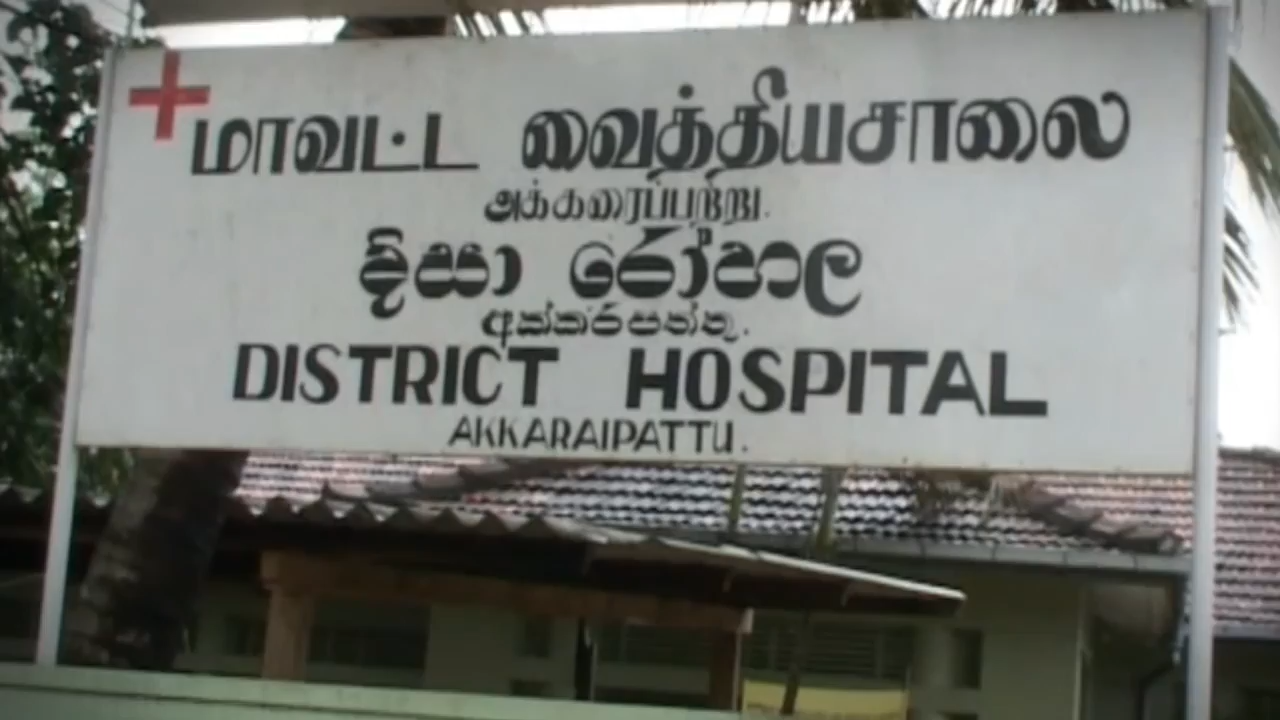 மாவட்ட வைத்தியசாலை
அக்கரைப்பற்று.
දිසා රෝහල
අක්කරපත්තු.
DISTRICT HOSPITAL
AKKARAIPATTU.